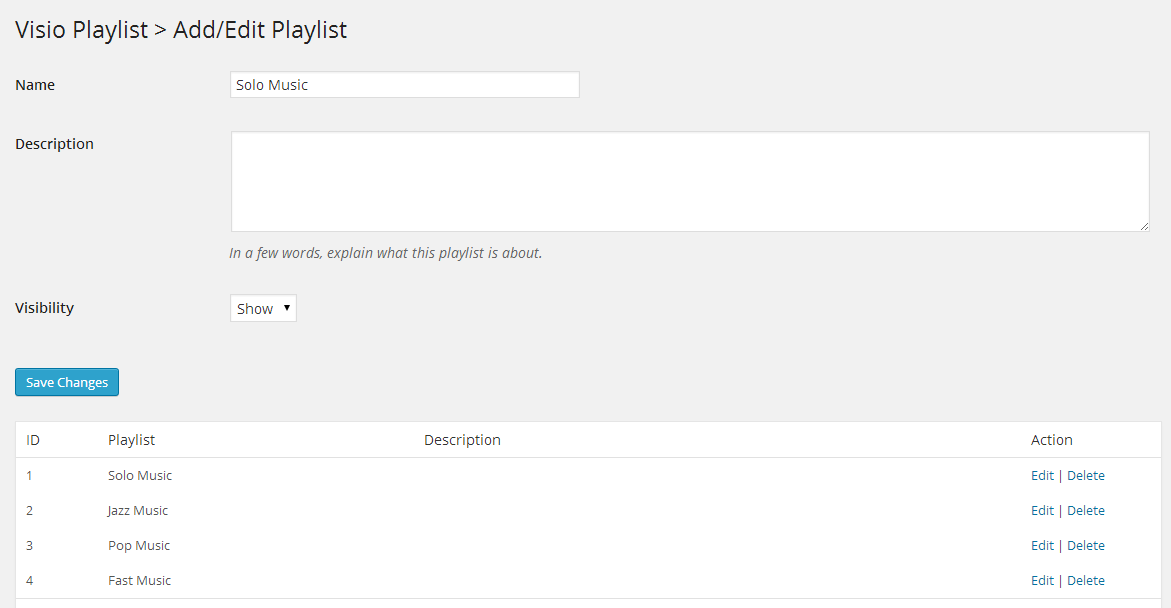 Visio Playlist > Add/Edit Playlist
Name Solo Music
Description
In a few words, explain what this playlist is about.
Visibility Show
Save Changes
ID Playlist Description Action
1 Solo Music Edit | Delete
2 Jazz Music Edit | Delete
3 Pop Music Edit | Delete
4 Fast Music Edit | Delete